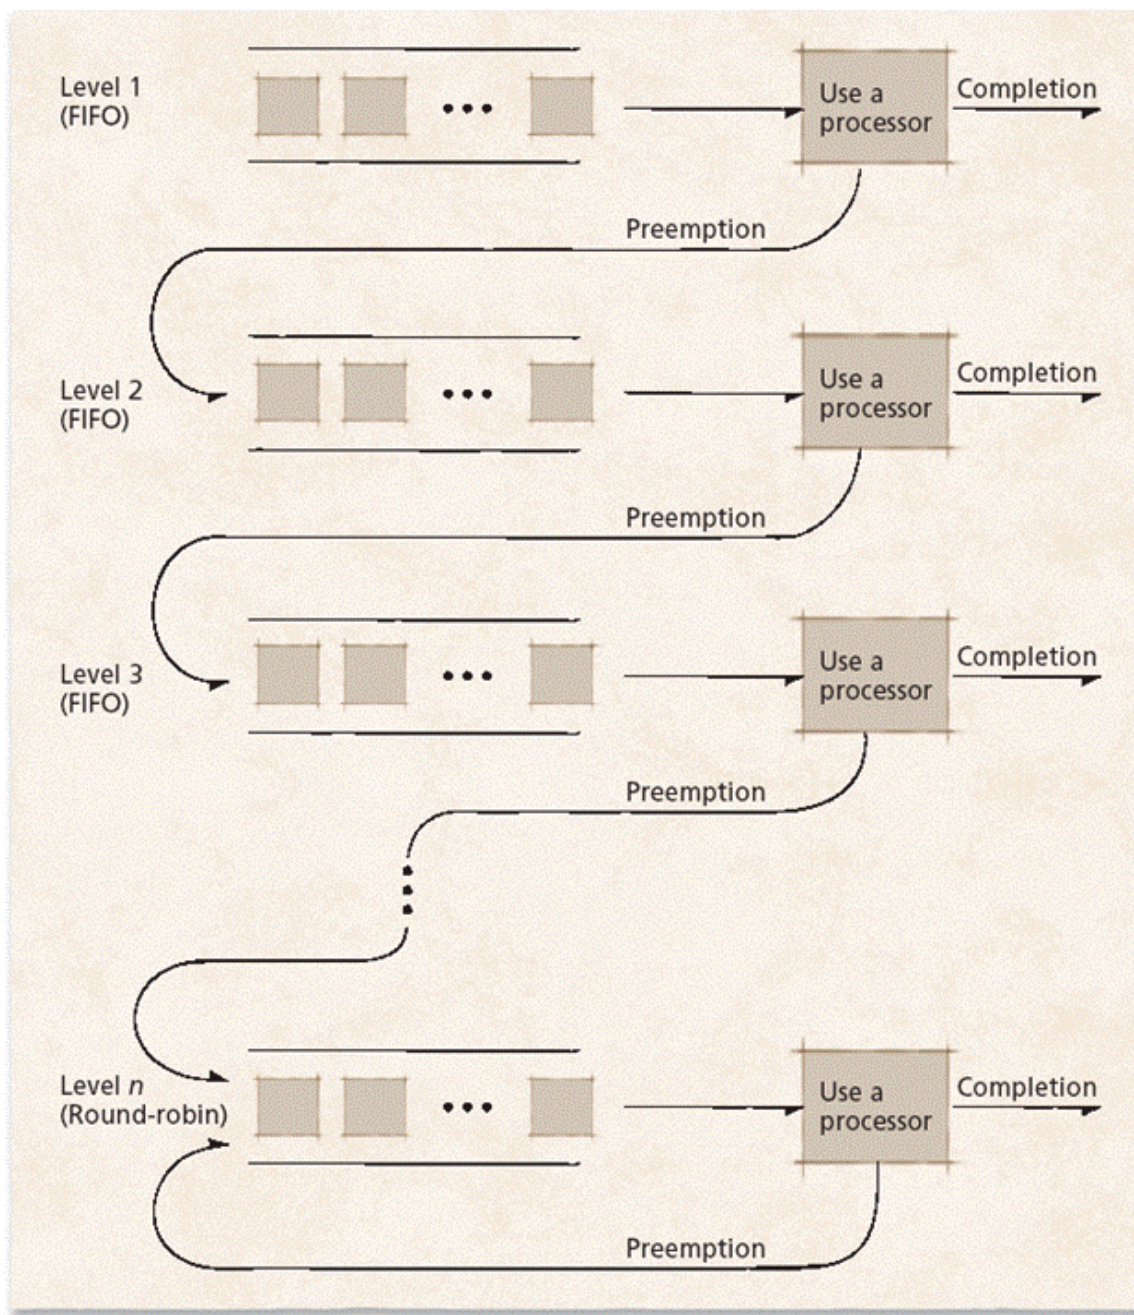 Level 1
(FIFO)
Use a
processor
Completion
Preemption
Level 2
(FIFO)
Use a
processor
Completion
Preemption
Level 3
(FIFO)
Use a
processor
Completion
Preemption
Level n
(Round-robin)
Use a
processor
Completion
Preemption